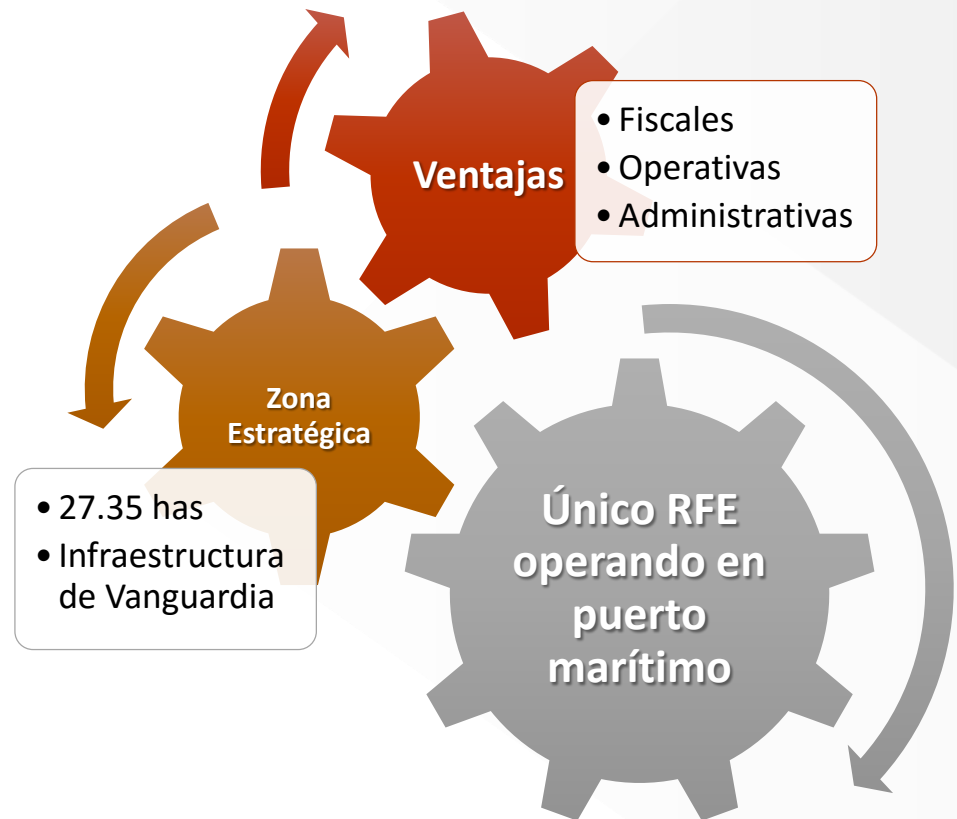 Ventajas
• Fiscales
• Operativas
• Administrativas
Zona
Estratégica
• 27.35 has
• Infraestructura
de Vanguardia
Único RFE
operando en
puerto
marítimo